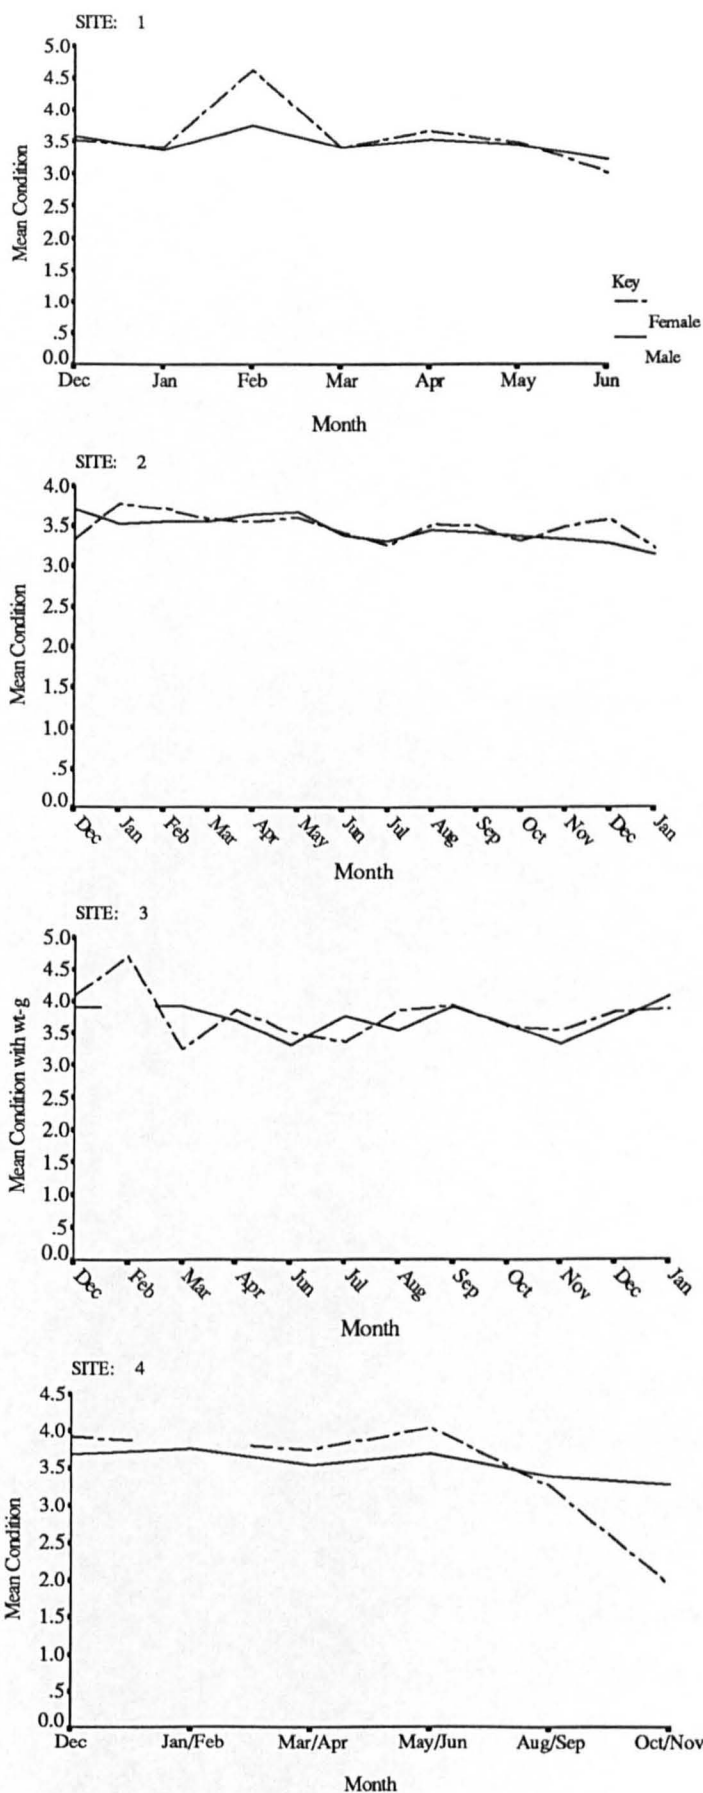 SITE: 1
5.0
4.5
4.0
3.5
3.0
2.5
2.0
1.5
1.0
.5
0.0
Mean Condition
Key
Female
Male
Dec Jan Feb Mar Apr May Jun
Month
SITE: 2
4.0
3.5
3.0
2.5
2.0
1.5
1.0
.5
0.0
Mean Condition
Dec Jan Feb Mar Apr May Jun Jul Aug Sep Oct Nov Dec Jan
Month
SITE: 3
5.0
4.5
4.0
3.5
3.0
2.5
2.0
1.5
1.0
.5
0.0
Mean Condition with wt-g
Dec Feb Mar Apr Jun Jul Aug Sep Oct Nov Dec Jan
Month
SITE: 4
4.5
4.0
3.5
3.0
2.5
2.0
1.5
1.0
.5
0.0
Mean Condition
Dec Jan/Feb Mar/Apr May/Jun Aug/Sep Oct/Nov
Month